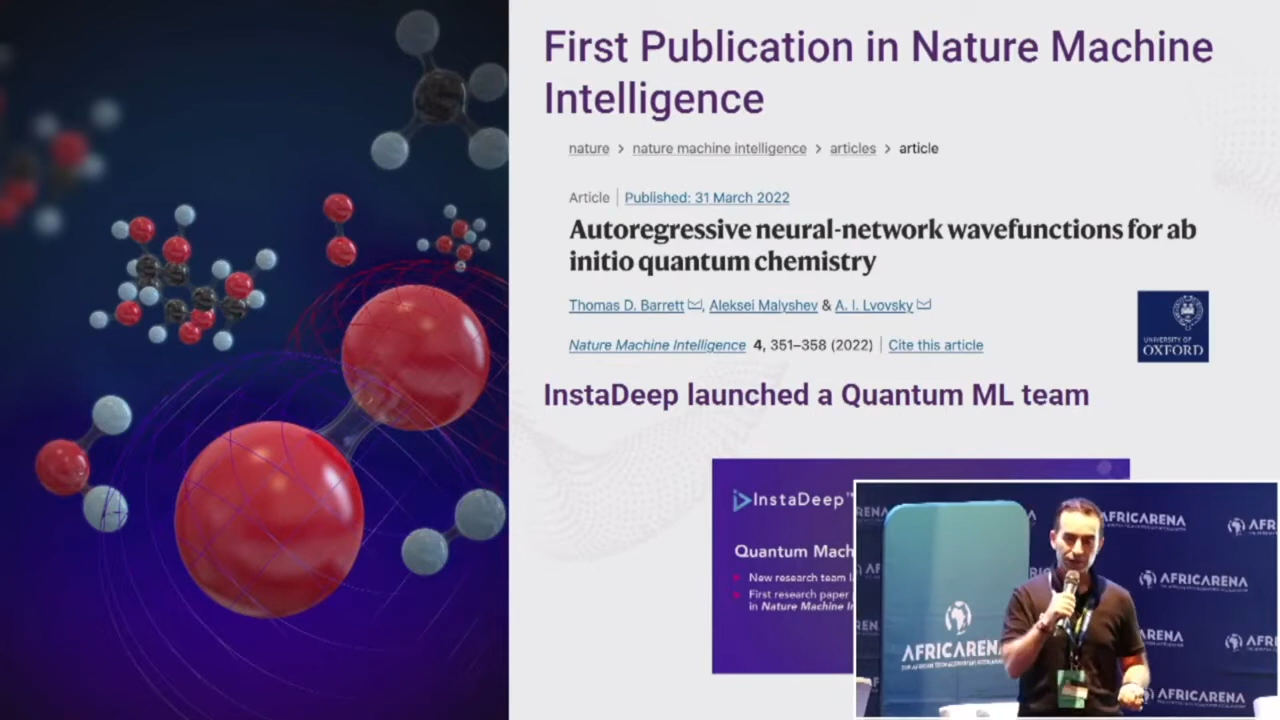 First Publication in Nature Machine
Intelligence
nature > nature machine intelligence > articles > article
Article | Published: 31 March 2022
Autoregressive neural-network wavefunctions for ab
initio quantum chemistry
Thomas D. Barrett, Aleksei Malyshev & A. I. Lvovsky
Nature Machine Intelligence 4, 351–358 (2022) | Cite this article
UNIVERSITY OF
OXFORD
InstaDeep launched a Quantum ML team
InstaDeep™
Quantum Mach
New research team
First research paper
in Nature Machine
AFRICARENA
AFRICARENA
AFRICAREN
AFRICARENA